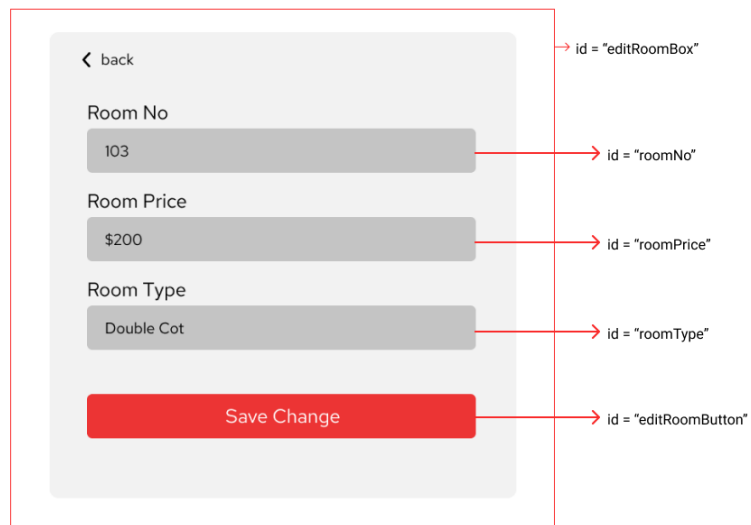 back
id = “editRoomBox”
Room No
103
id = “roomNo”
Room Price
$200
id = “roomPrice”
Room Type
Double Cot
id = “roomType”
Save Change
id = “editRoomButton”